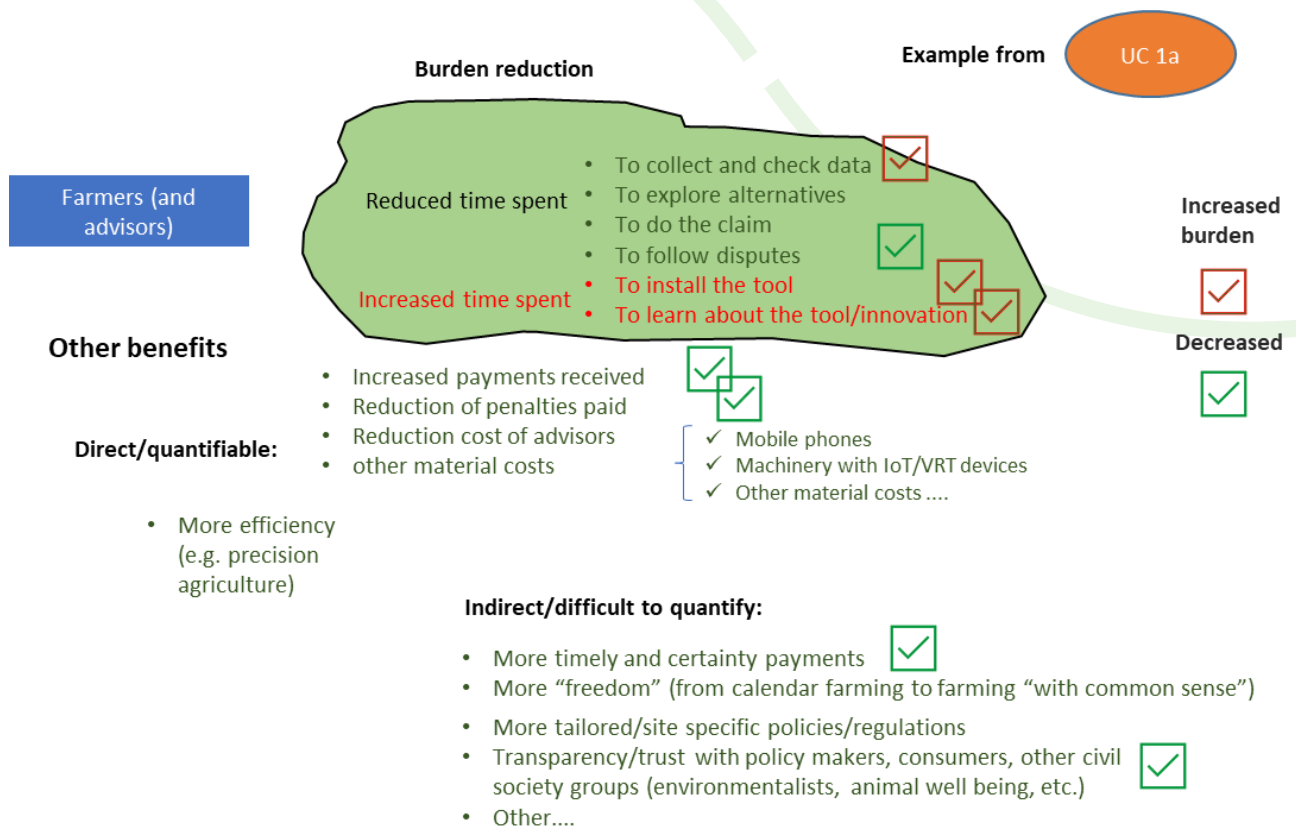 Example from
UC 1a
Burden reduction
Farmers (and
advisors)
Reduced time spent
• To collect and check data
• To explore alternatives
• To do the claim
• To follow disputes
Increased time spent
• To install the tool
• To learn about the tool/innovation
Increased
burden
Decreased
Other benefits
Direct/quantifiable:
• Increased payments received
• Reduction of penalties paid
• Reduction cost of advisors
• other material costs
✓ Mobile phones
✓ Machinery with IoT/VRT devices
✓ Other material costs ....
• More efficiency
(e.g. precision
agriculture)
Indirect/difficult to quantify:
• More timely and certainty payments
• More “freedom” (from calendar farming to farming “with common sense”)
• More tailored/site specific policies/regulations
• Transparency/trust with policy makers, consumers, other civil
society groups (environmentalists, animal well being, etc.)
• Other....